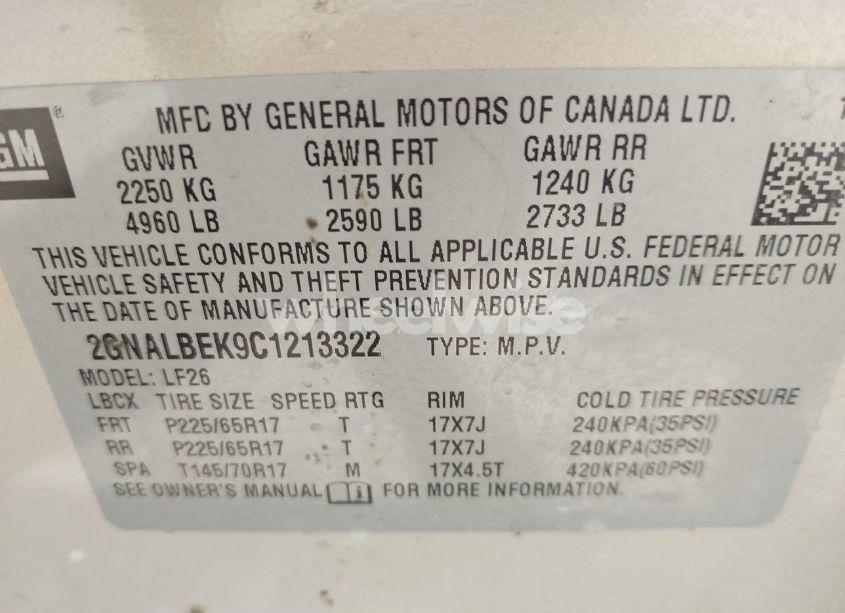 GM®
MFD BY GENERAL MOTORS OF CANADA LTD.
GVWR GAWR FRT GAWR RR
2250 KG 1175 KG 1240 KG
4960 LB 2590 LB 2733 LB
THIS VEHICLE CONFORMS TO ALL APPLICABLE U.S. FEDERAL MOTOR
VEHICLE SAFETY AND THEFT PREVENTION STANDARDS IN EFFECT ON
THE DATE OF MANUFACTURE SHOWN ABOVE.
wheelwise
2GNALBEK9C1213322 TYPE: M.P.V.
MODEL: LF26
LBCX TIRE SIZE SPEED RTG RIM COLD TIRE PRESSURE
FRT P225/65R17 T 17X7J 240KPA(35PSI)
RR P225/65R17 T 17X7J 240KPA(35PSI)
SPA T145/70R17 M 17X4.5T 420KPA(60PSI)
SEE OWNER'S MANUAL i FOR MORE INFORMATION.